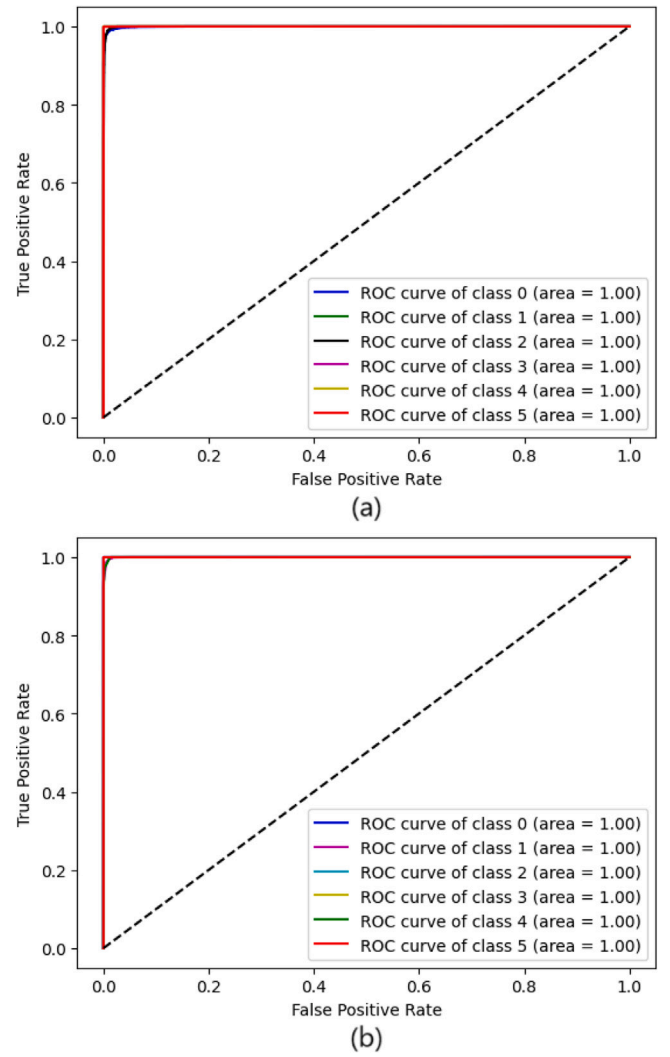 1.0
0.8
0.6
0.4
0.2
0.0
True Positive Rate
ROC curve of class 0 (area = 1.00)
ROC curve of class 1 (area = 1.00)
ROC curve of class 2 (area = 1.00)
ROC curve of class 3 (area = 1.00)
ROC curve of class 4 (area = 1.00)
ROC curve of class 5 (area = 1.00)
0.0 0.2 0.4 0.6 0.8 1.0
False Positive Rate
(a)
1.0
0.8
0.6
0.4
0.2
0.0
True Positive Rate
ROC curve of class 0 (area = 1.00)
ROC curve of class 1 (area = 1.00)
ROC curve of class 2 (area = 1.00)
ROC curve of class 3 (area = 1.00)
ROC curve of class 4 (area = 1.00)
ROC curve of class 5 (area = 1.00)
0.0 0.2 0.4 0.6 0.8 1.0
False Positive Rate
(b)